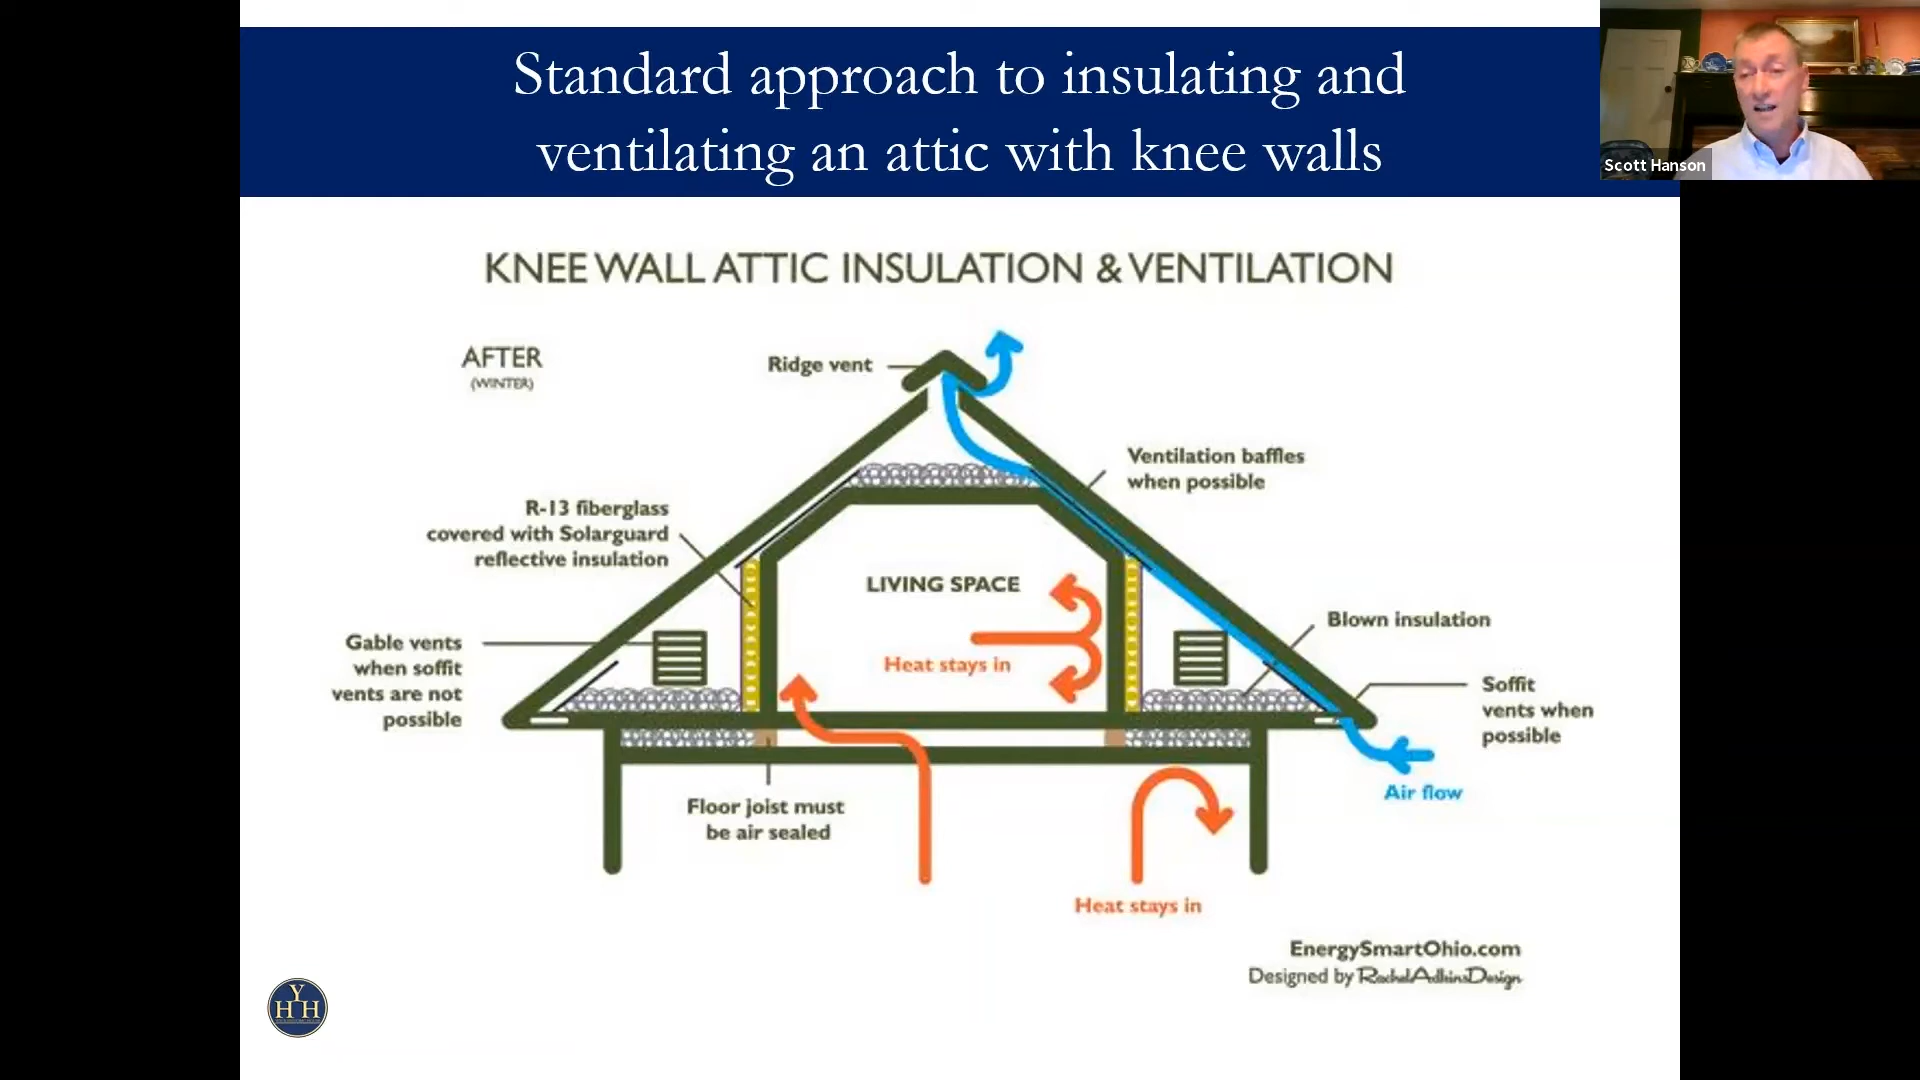 Standard approach to insulating and
ventilating an attic with knee walls
Scott Hanson
KNEE WALL ATTIC INSULATION & VENTILATION
AFTER
(WINTER)
Ridge vent
Ventilation baffles
when possible
R-13 fiberglass
covered with Solarguard
reflective insulation
LIVING SPACE
Heat stays in
Blown insulation
Gable vents
when soffit
vents are not
possible
Soffit
vents when
possible
Air flow
Floor joist must
be air sealed
Heat stays in
EnergySmartOhio.com
Designed by RachelAdkinsDesign
Y
H H